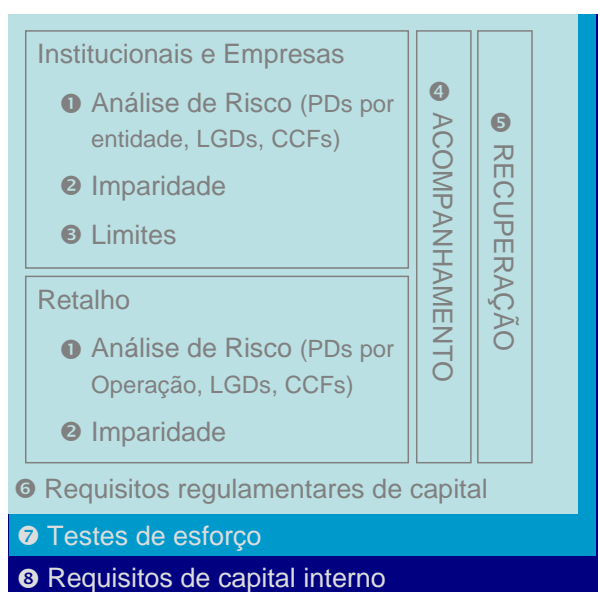 Institucionais e Empresas
❶ Análise de Risco (PDs por
entidade, LGDs, CCFs)
❷ Imparidade
❸ Limites
Retalho
❶ Análise de Risco (PDs por
Operação, LGDs, CCFs)
❷ Imparidade
❹ ACOMPANHAMENTO
❺ RECUPERAÇÃO
❻ Requisitos regulamentares de capital
❼ Testes de esforço
❽ Requisitos de capital interno